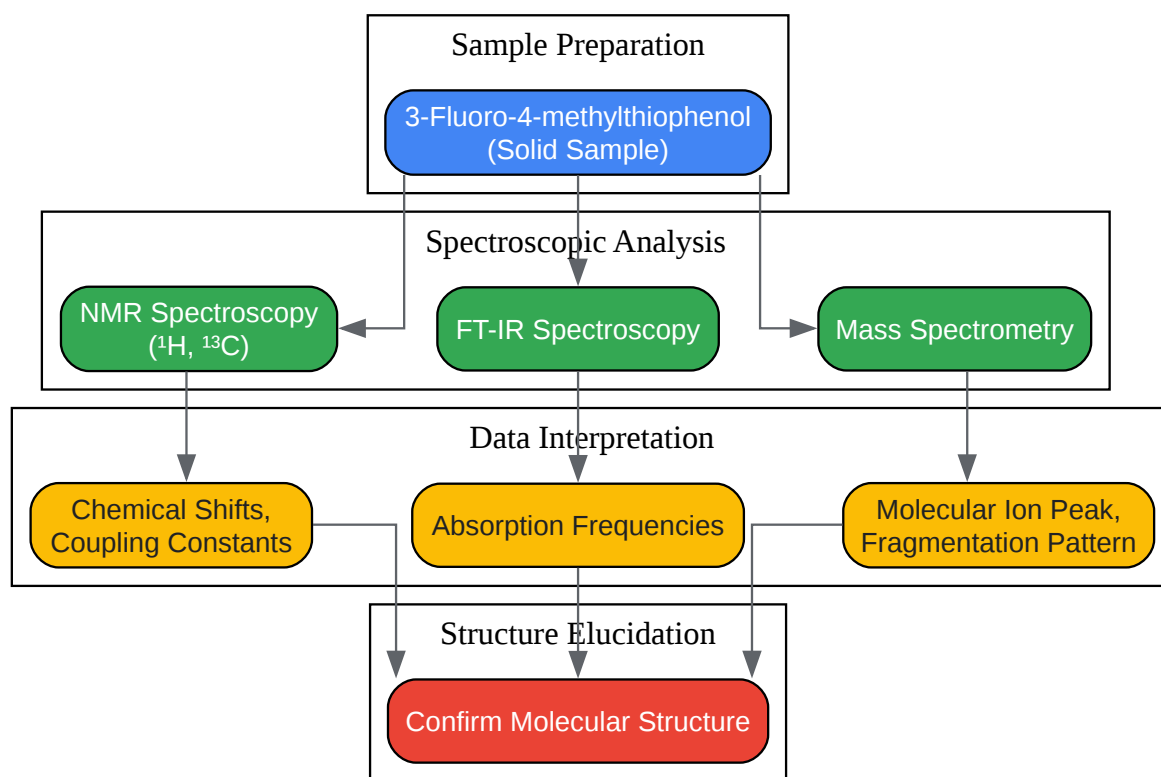 Sample Preparation
3-Fluoro-4-methylthiophenol
(Solid Sample)
Spectroscopic Analysis
NMR Spectroscopy
(¹H, ¹³C)
FT-IR Spectroscopy
Mass Spectrometry
Data Interpretation
Chemical Shifts,
Coupling Constants
Absorption Frequencies
Molecular Ion Peak,
Fragmentation Pattern
Structure Elucidation
Confirm Molecular Structure